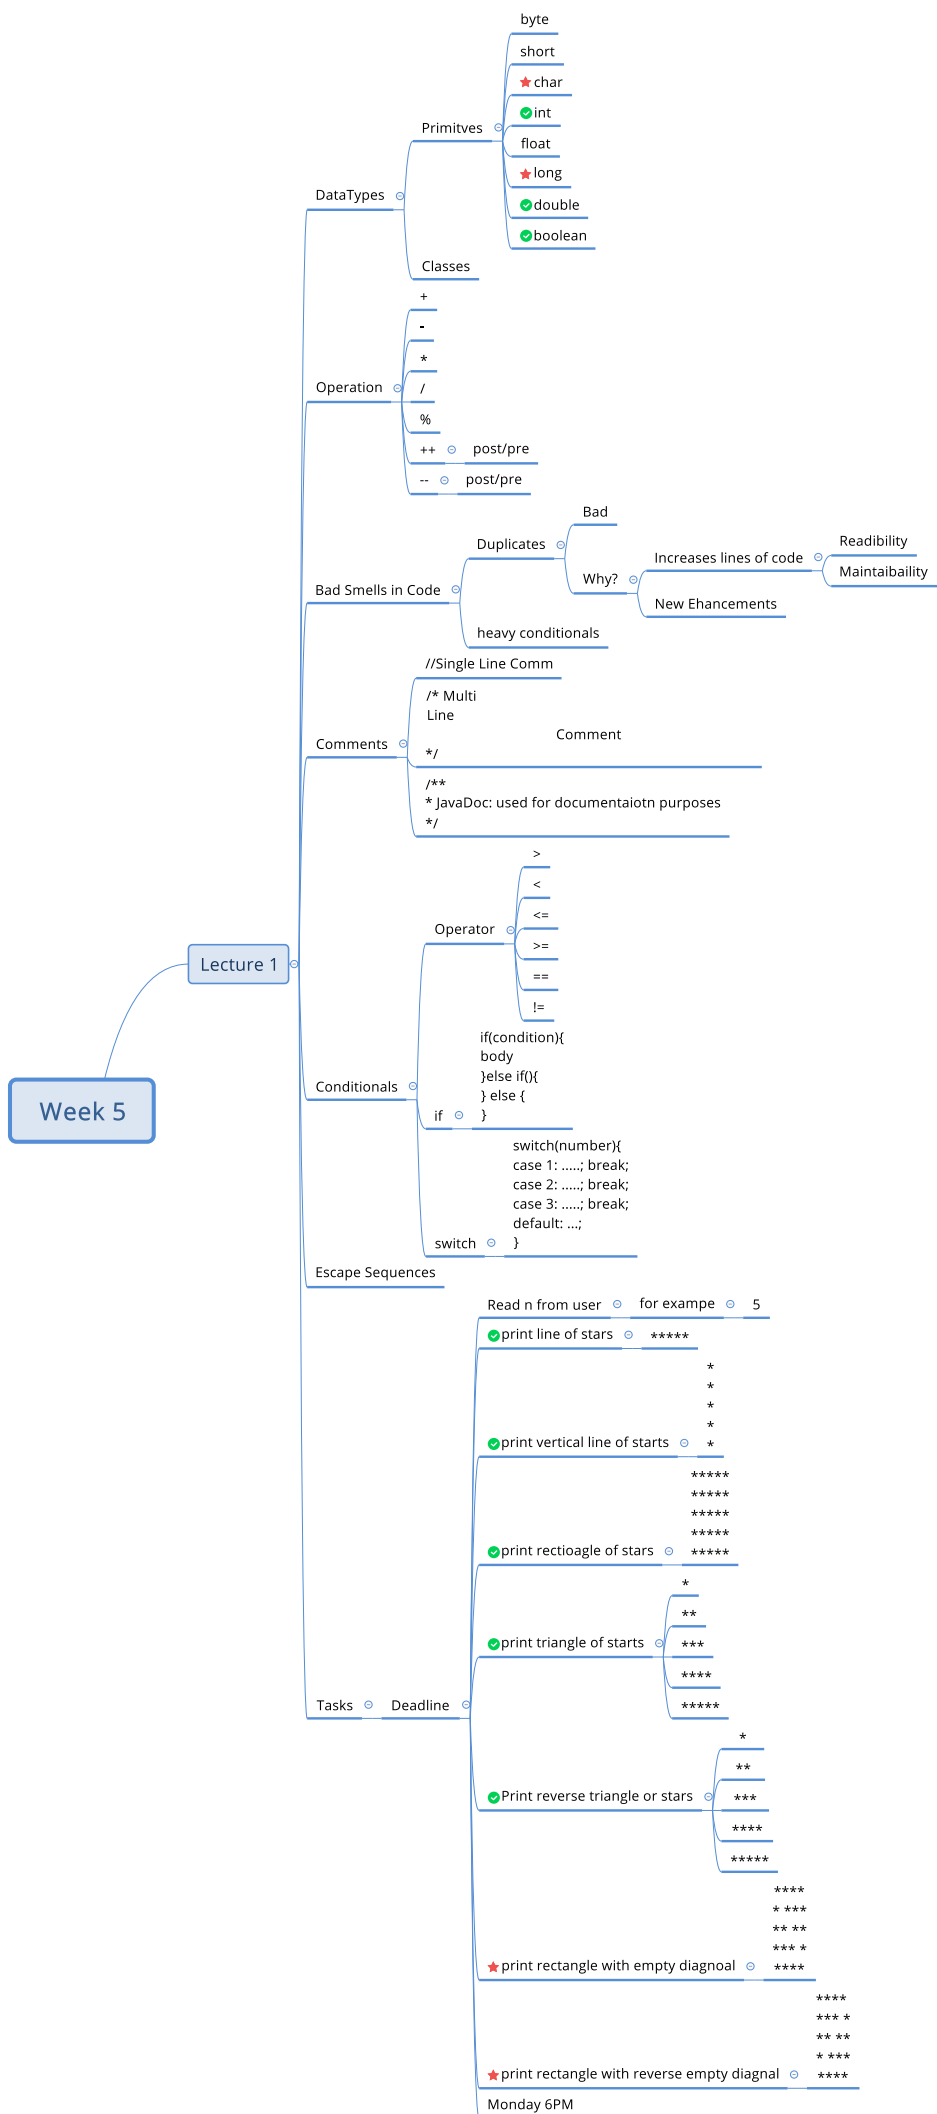 byte
short
char
int
Primitves
float
long
DataTypes
double
boolean
Classes
+
-
*
Operation
/
%
++
post/pre
--
post/pre
Bad
Duplicates
Readibility
Increases lines of code
Maintaibaility
Why?
Bad Smells in Code
New Ehancements
heavy conditionals
//Single Line Comm
/* Multi
Line
Comment
*/
Comments
/**
* JavaDoc: used for documentaiotn purposes
*/
>
<
<=
Operator
>=
==
!=
Lecture 1
if(condition){
body
}else if(){
} else {
}
Conditionals
if
Week 5
switch(number){
case 1: .....; break;
case 2: .....; break;
case 3: .....; break;
default: ...;
}
switch
Escape Sequences
Read n from user
for exampe
5
print line of stars
*****
*
*
*
*
*
print vertical line of starts
*****
*****
*****
*****
*****
print rectioagle of stars
*
**
print triangle of starts
***
****
*****
Tasks
Deadline
*
**
Print reverse triangle or stars
***
****
*****
****
* ***
** **
*** *
****
print rectangle with empty diagnoal
****
*** *
** **
* ***
****
print rectangle with reverse empty diagnal
Monday 6PM